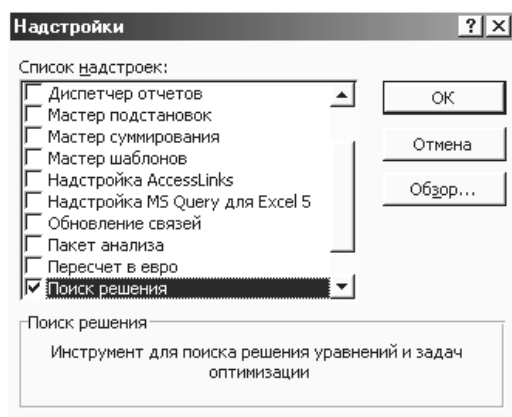 Надстройки
Список надстроек:
Диспетчер отчетов
Мастер подстановок
Мастер суммирования
Мастер шаблонов
Надстройка AccessLinks
Надстройка MS Query для Excel 5
Обновление связей
Пакет анализа
Пересчет в евро
Поиск решения
OK
Отмена
Обзор...
Поиск решения
Инструмент для поиска решения уравнений и задач
оптимизации